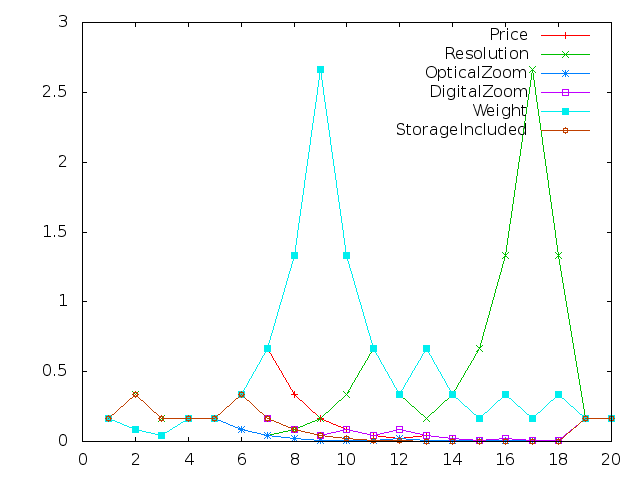 3
Price
Resolution
OpticalZoom
2.5
DigitalZoom
Weight
StorageIncluded
2
1.5
1
0.5
0
0 2 4 6 8 10 12 14 16 18 20